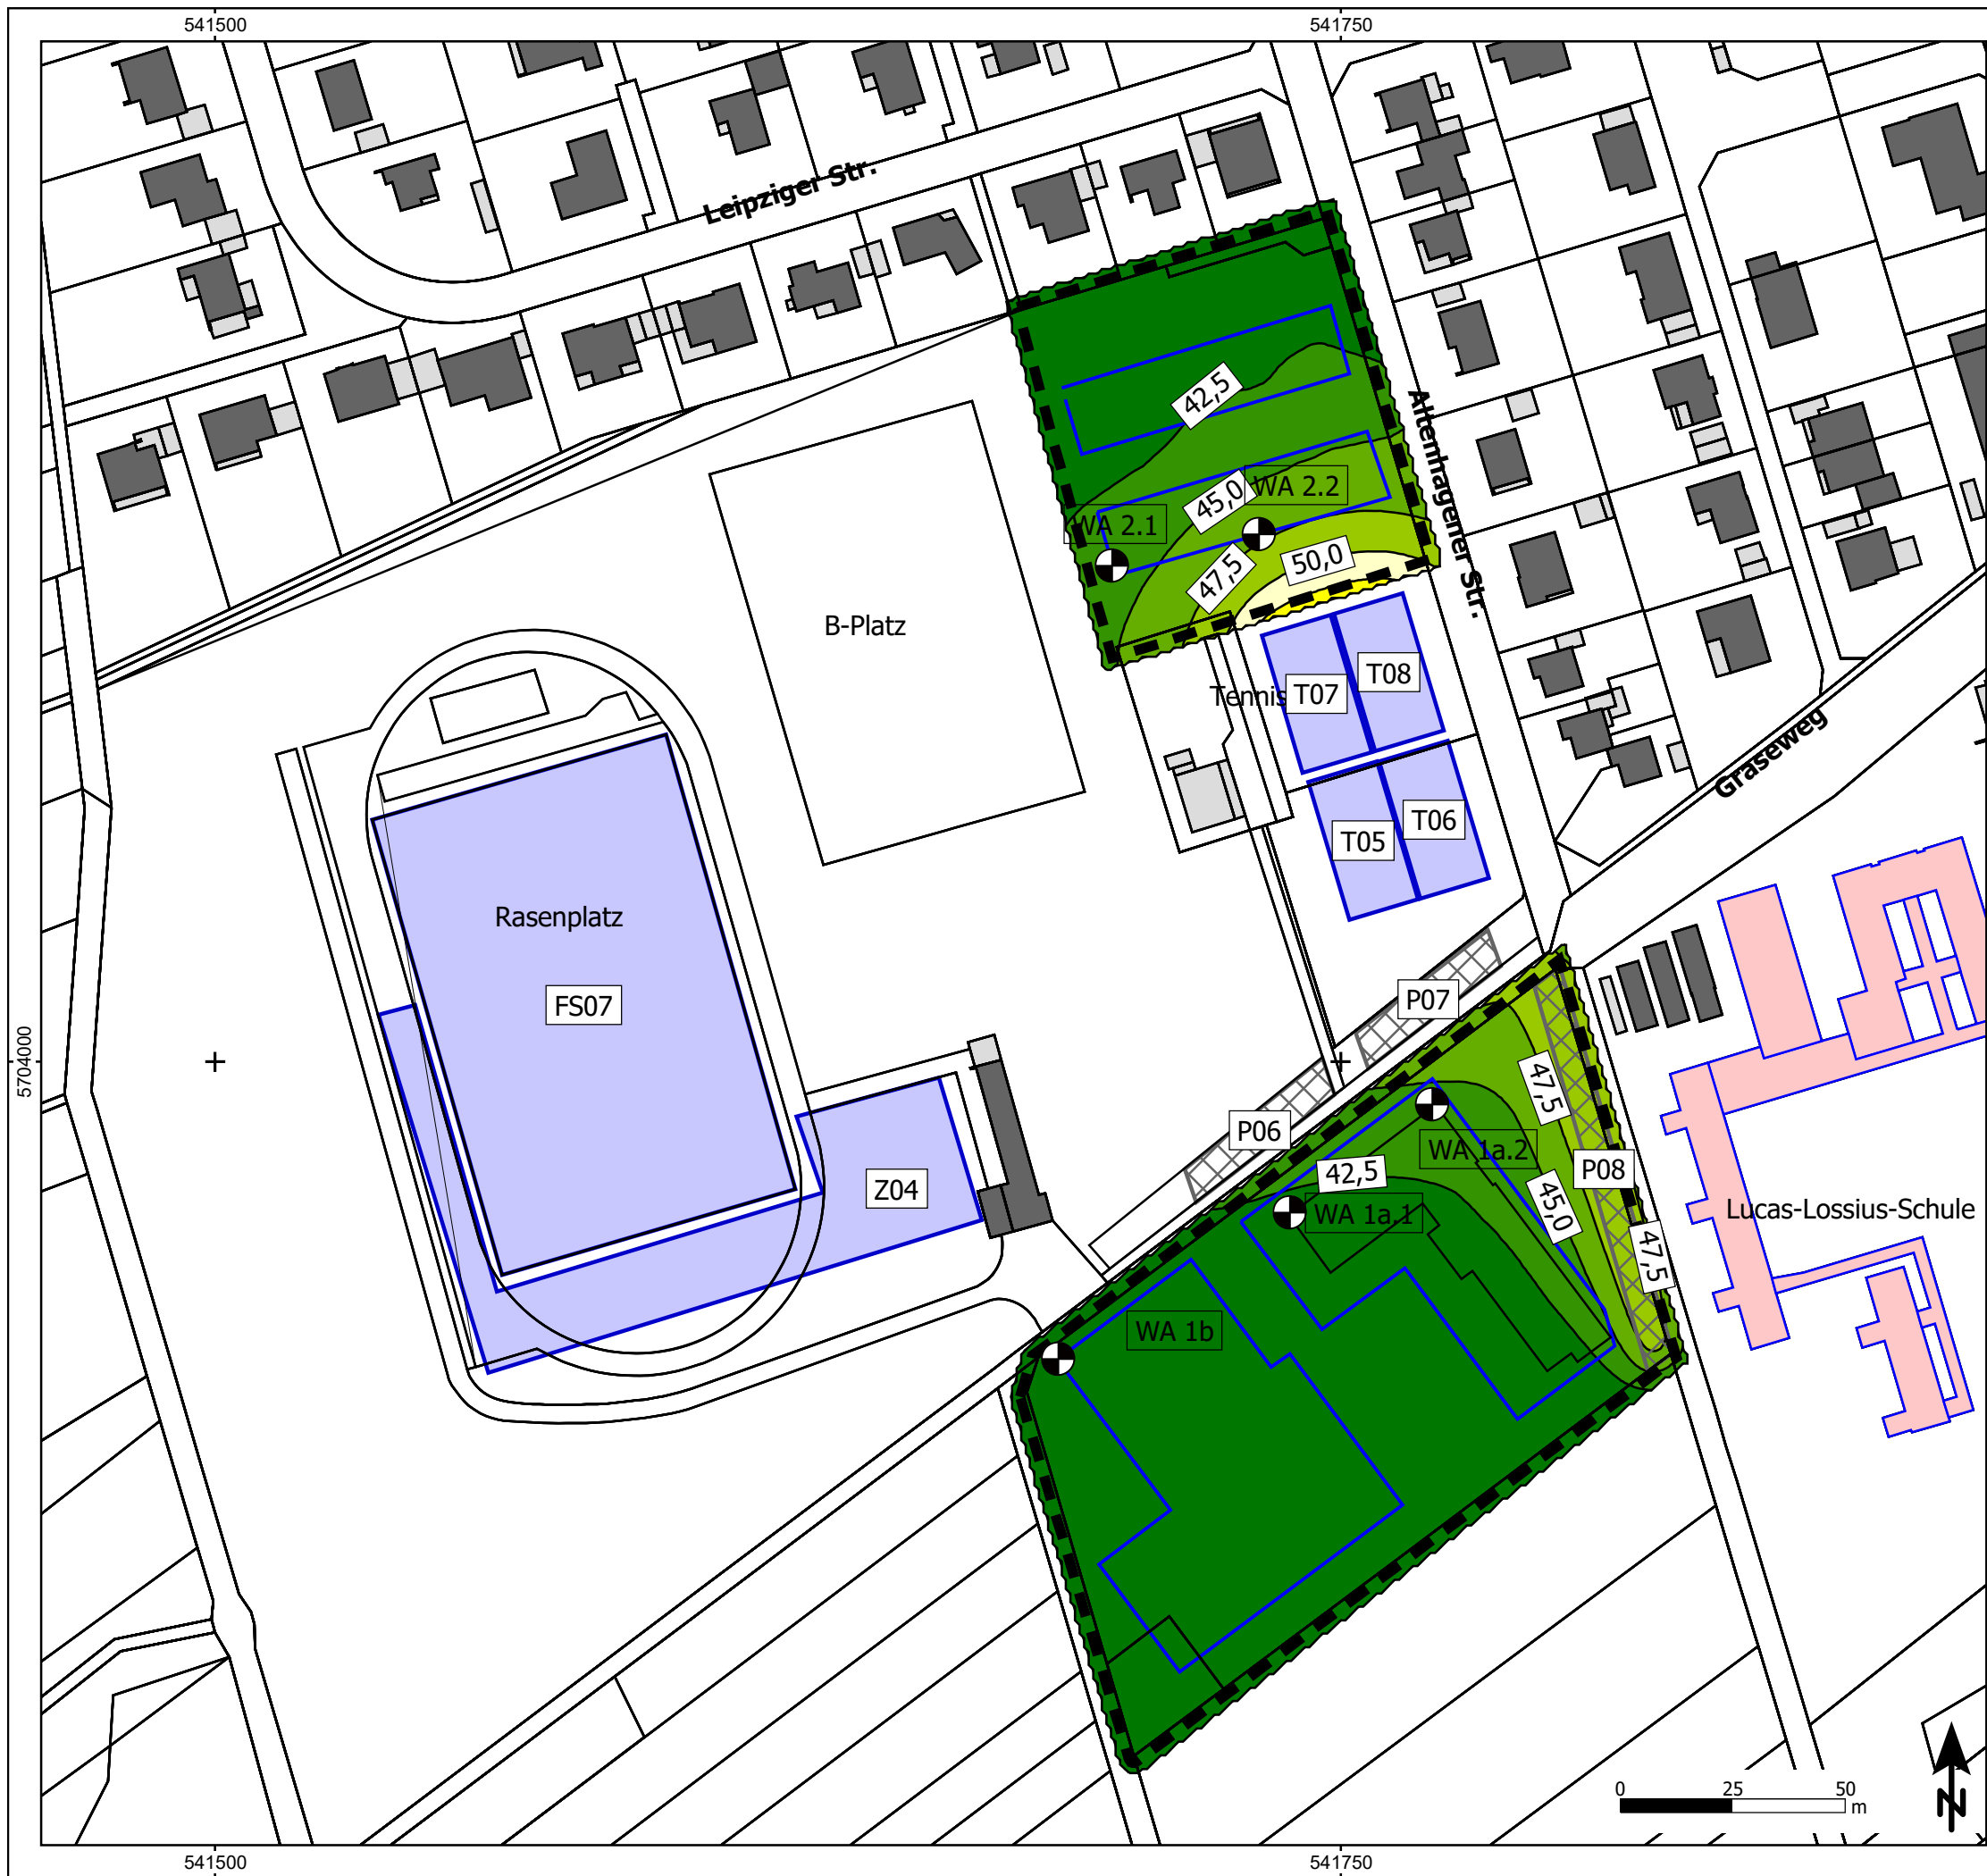 541500
541750
Leipziger Str.
42,5
Altenhagener Str.
45,0
WA 2.2
WA 2.1
50,0
47,5
B-Platz
T08
Tennis
T07
Graseweg
T06
T05
Rasenplatz
FS07
P07
5704000
47,5
P06
WA 1a.2
42,5
P08
Z04
45,0
WA 1a.1
Lucas-Lossius-Schule
47,5
WA 1b
0
25
50
m
N
541500
541750